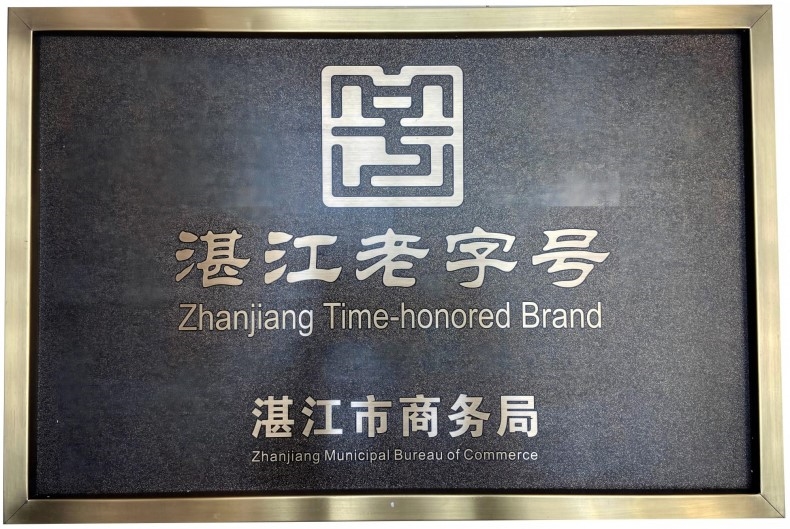 湛江老字号
Zhanjiang Time-honored Brand
湛江市商务局
Zhanjiang Municipal Bureau of Commerce